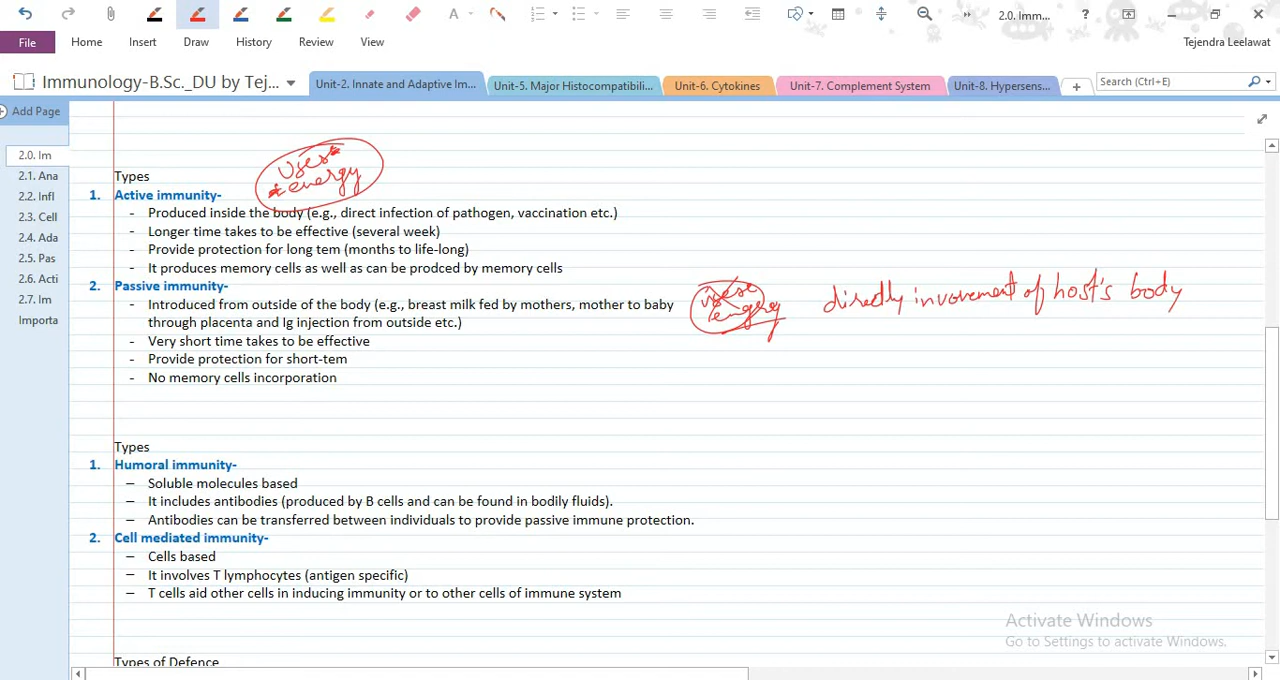 2.0. Imm...
?
File
Home
Insert
Draw
History
Review
View
Tejendra Leelawat
Immunology-B.Sc._DU by Tej...
Unit-2. Innate and Adaptive Im...
Unit-5. Major Histocompatibili...
Unit-6. Cytokines
Unit-7. Complement System
Unit-8. Hypersens...
+
Search (Ctrl+E)
Add Page
2.0. Im
2.1. Ana
2.2. Infl
2.3. Cell
2.4. Ada
2.5. Pas
2.6. Acti
2.7. Im
Importa
Uses*
*energy
Types
1. Active immunity-
- Produced inside the body (e.g., direct infection of pathogen, vaccination etc.)
- Longer time takes to be effective (several week)
- Provide protection for long tem (months to life-long)
- It produces memory cells as well as can be prodced by memory cells
2. Passive immunity-
- Introduced from outside of the body (e.g., breast milk fed by mothers, mother to baby
through placenta and Ig injection from outside etc.)
directly invovement of host's body
- Very short time takes to be effective
- Provide protection for short-tem
- No memory cells incorporation
Types
1. Humoral immunity-
– Soluble molecules based
– It includes antibodies (produced by B cells and can be found in bodily fluids).
– Antibodies can be transferred between individuals to provide passive immune protection.
2. Cell mediated immunity-
– Cells based
– It involves T lymphocytes (antigen specific)
– T cells aid other cells in inducing immunity or to other cells of immune system
Types of Defence
Activate Windows
Go to Settings to activate Windows.